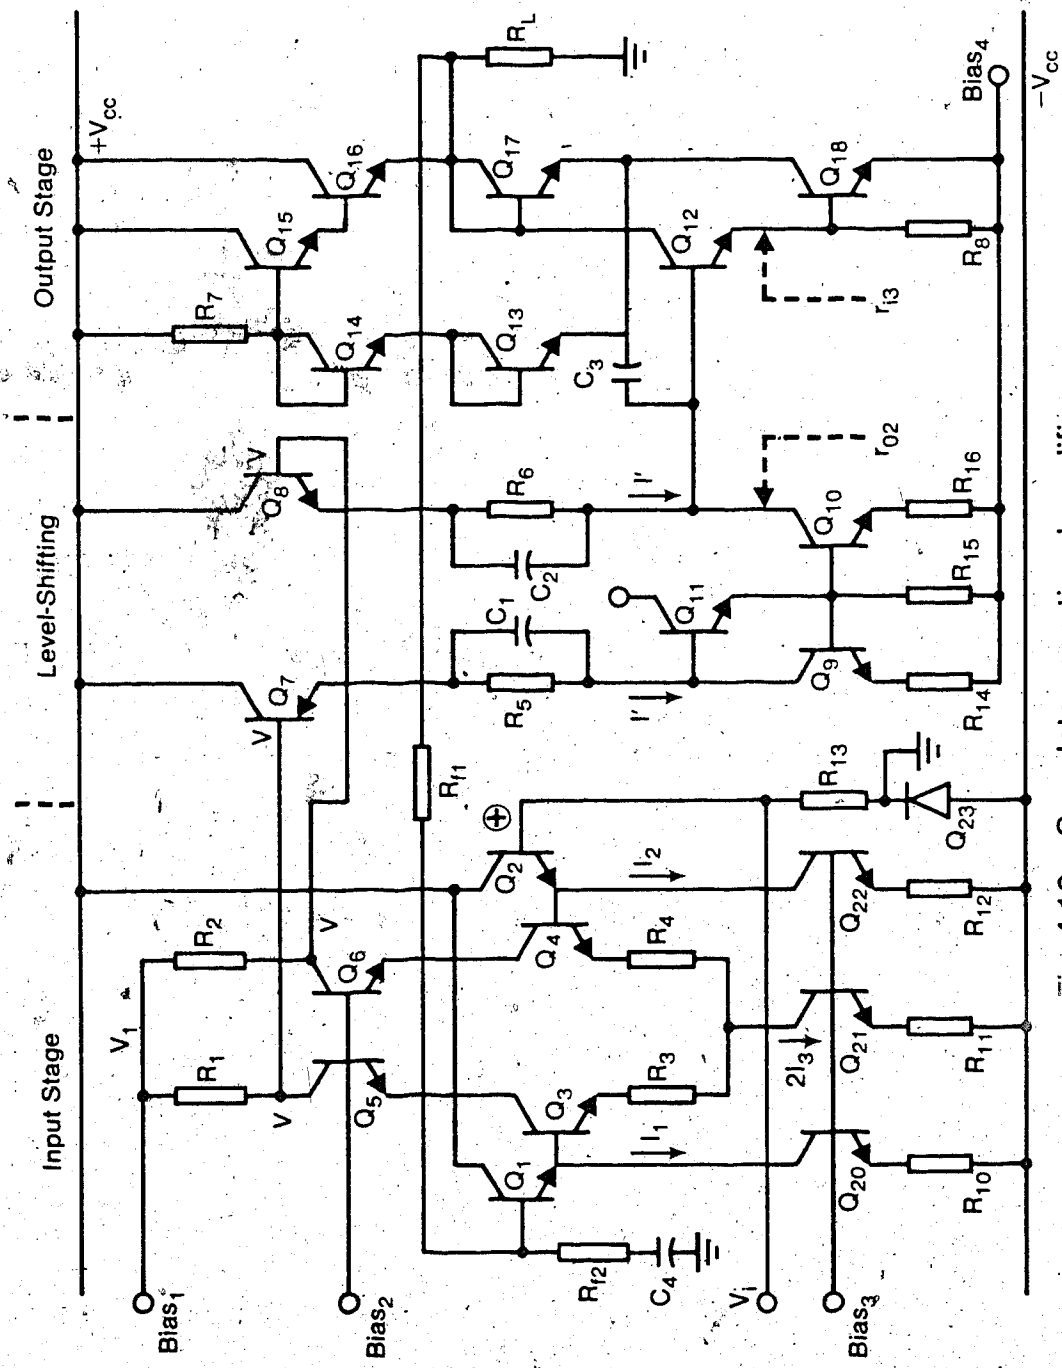 Input Stage
Level-Shifting
Output Stage
+Vcc
V1
R1
R2
V
V
V
V
Q5
Q6
Q7
Q8
R7
Q14
Q15
Q16
Q13
Q17
RL
Rf1
R5
C1
C2
R6
C3
I'
I'
Q1
Q2
⊕
Q3
Q4
I1
I2
R3
R4
2I3
Q11
Q12
Q9
Q10
Q18
rO2
ri3
Rf2
C4
Q20
Q21
Q22
Q23
R10
R11
R12
R13
R14
R15
R16
R8
Bias1
Bias2
Vi
Bias3
Bias4
−Vcc